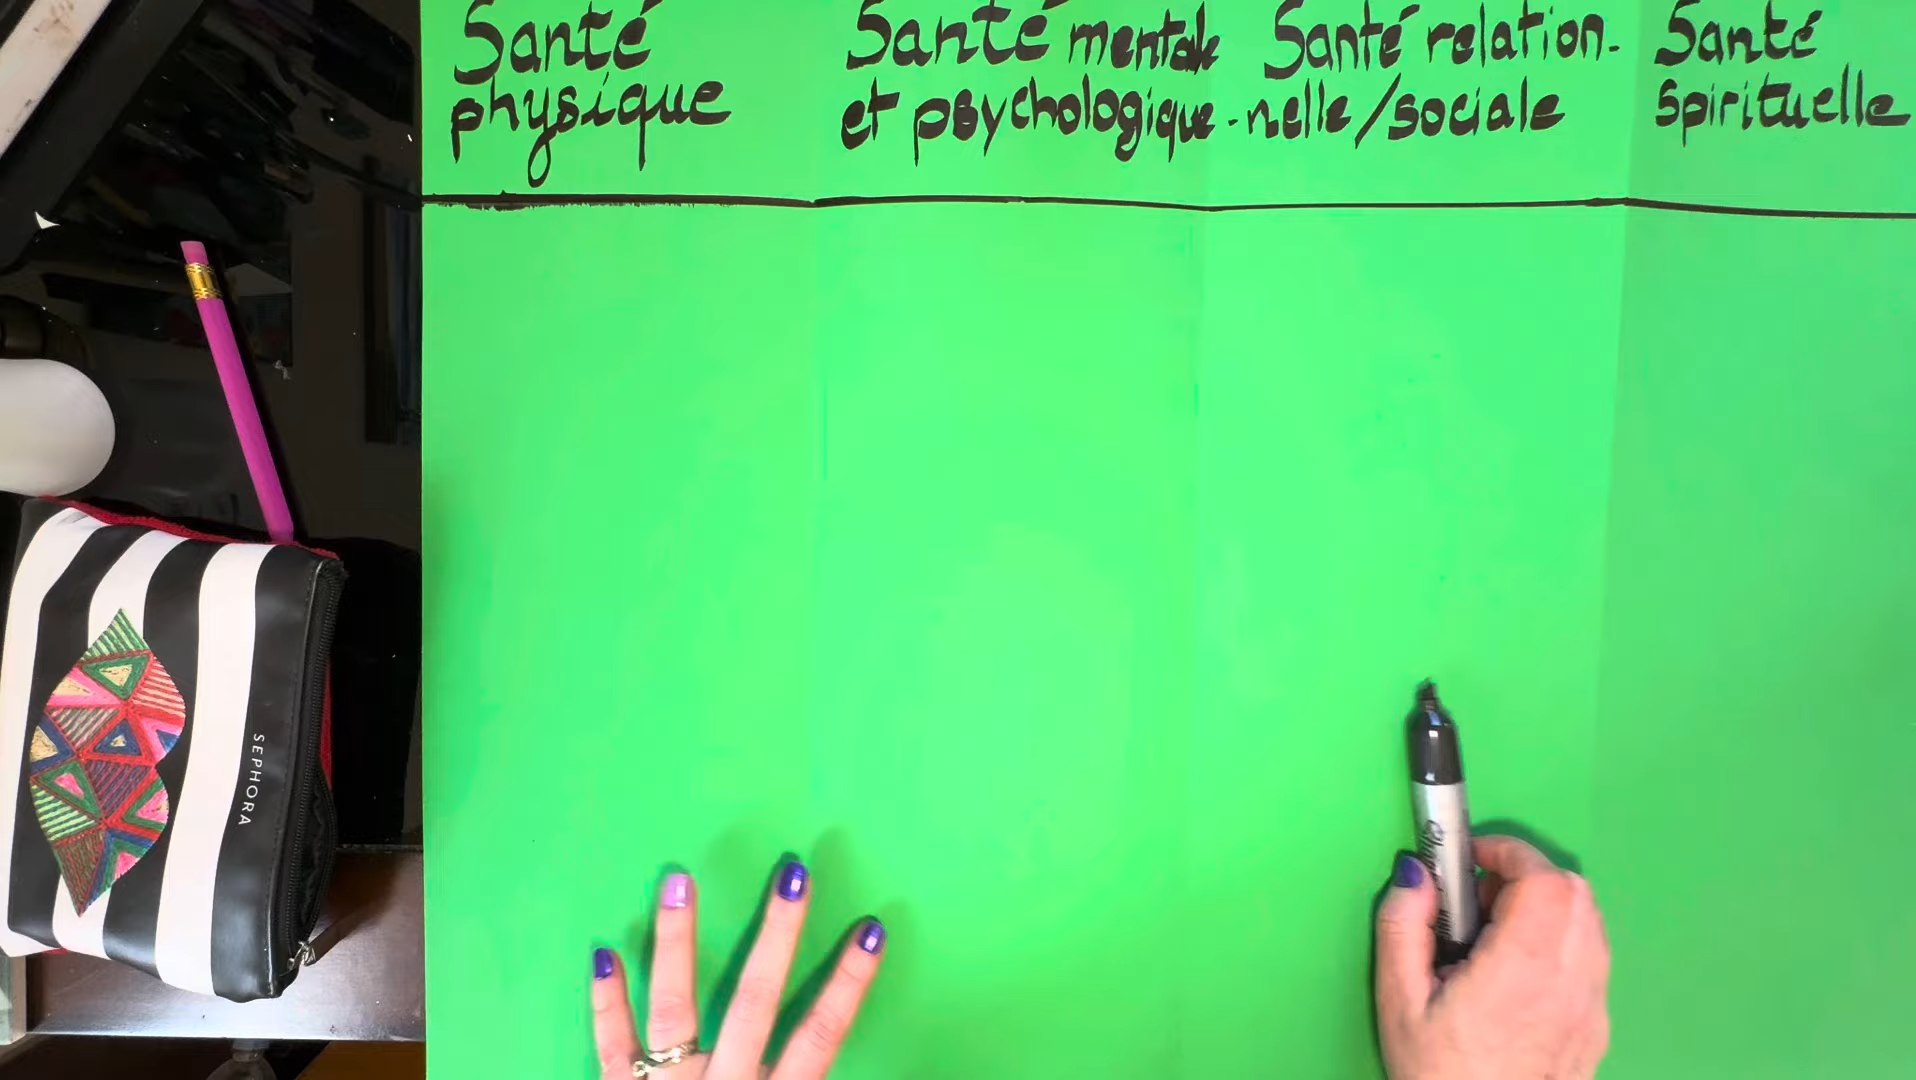 Santé
physique
Santé mentale
et psychologique
Santé relation-
-nelle/sociale
Santé
spirituelle
SEPHORA